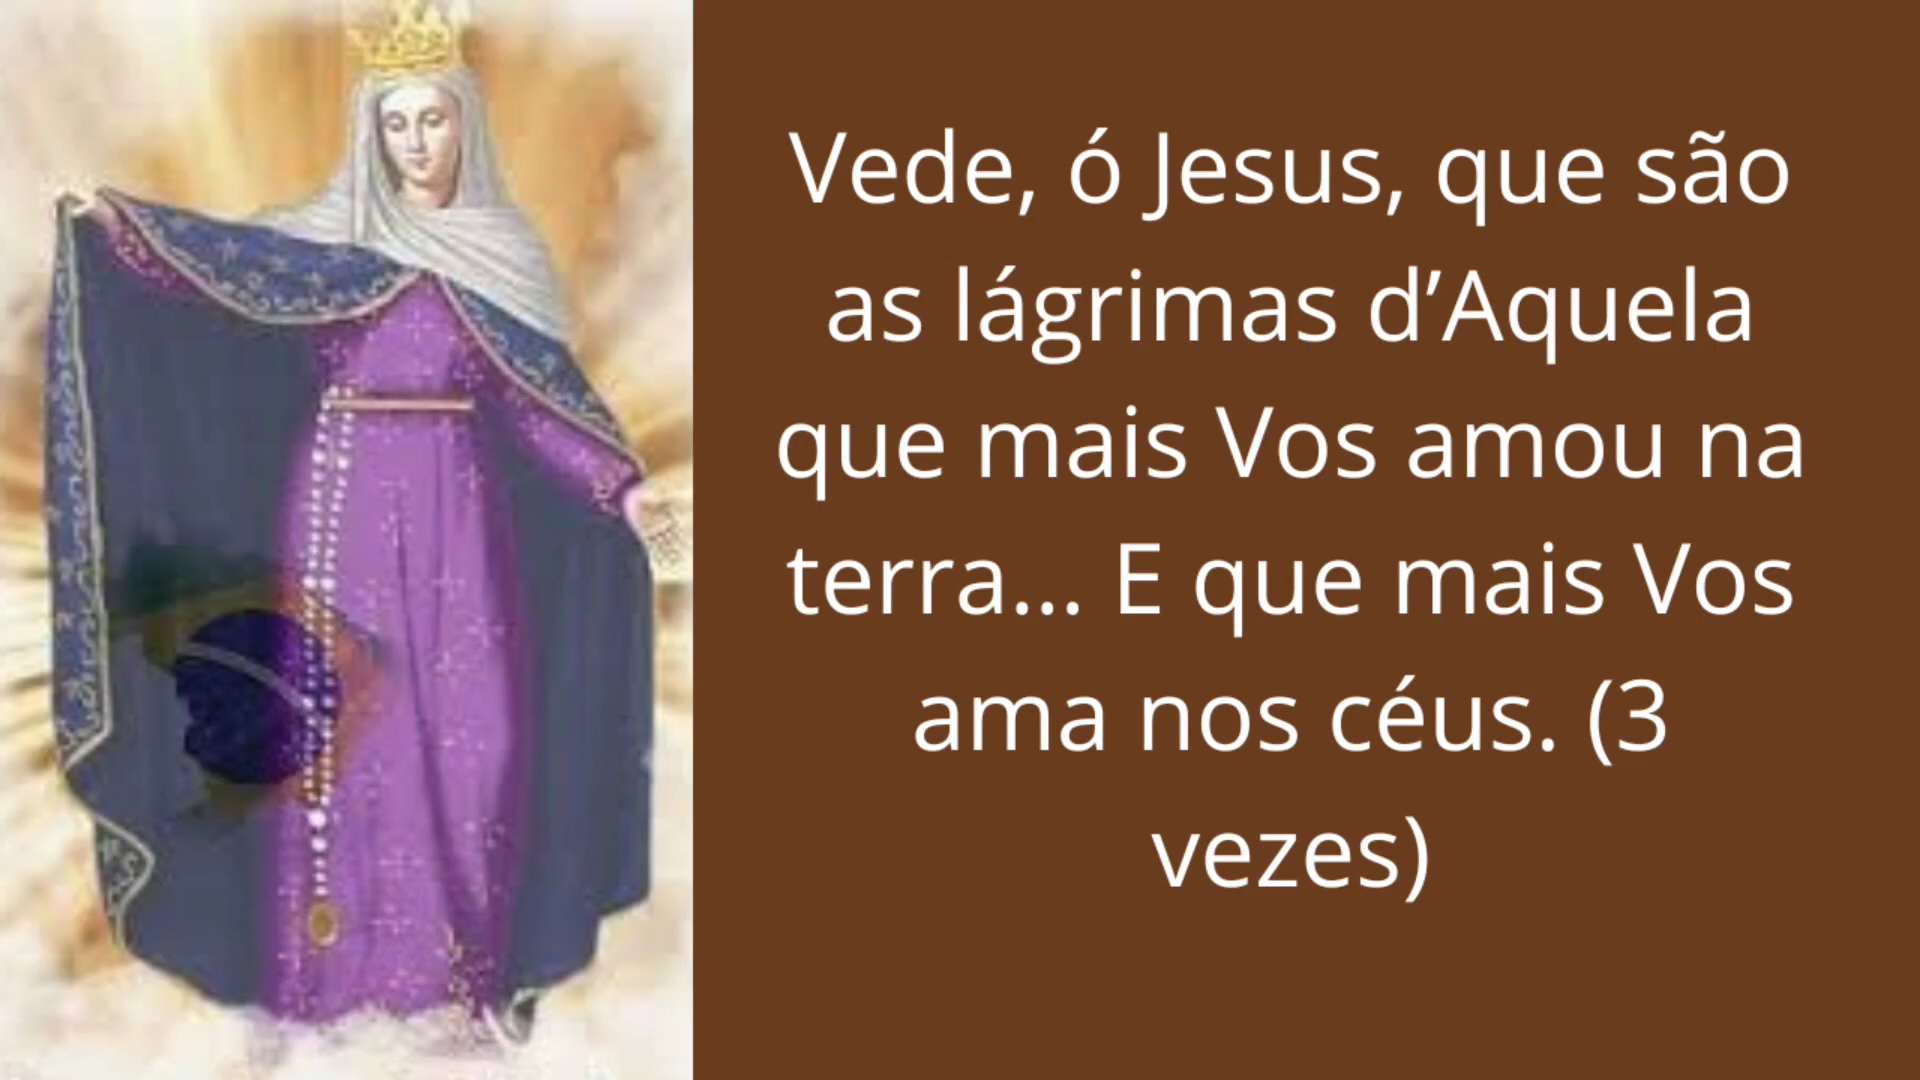 Vede, ó Jesus, que são
as lágrimas d’Aquela
que mais Vos amou na
terra... E que mais Vos
ama nos céus. (3
vezes)